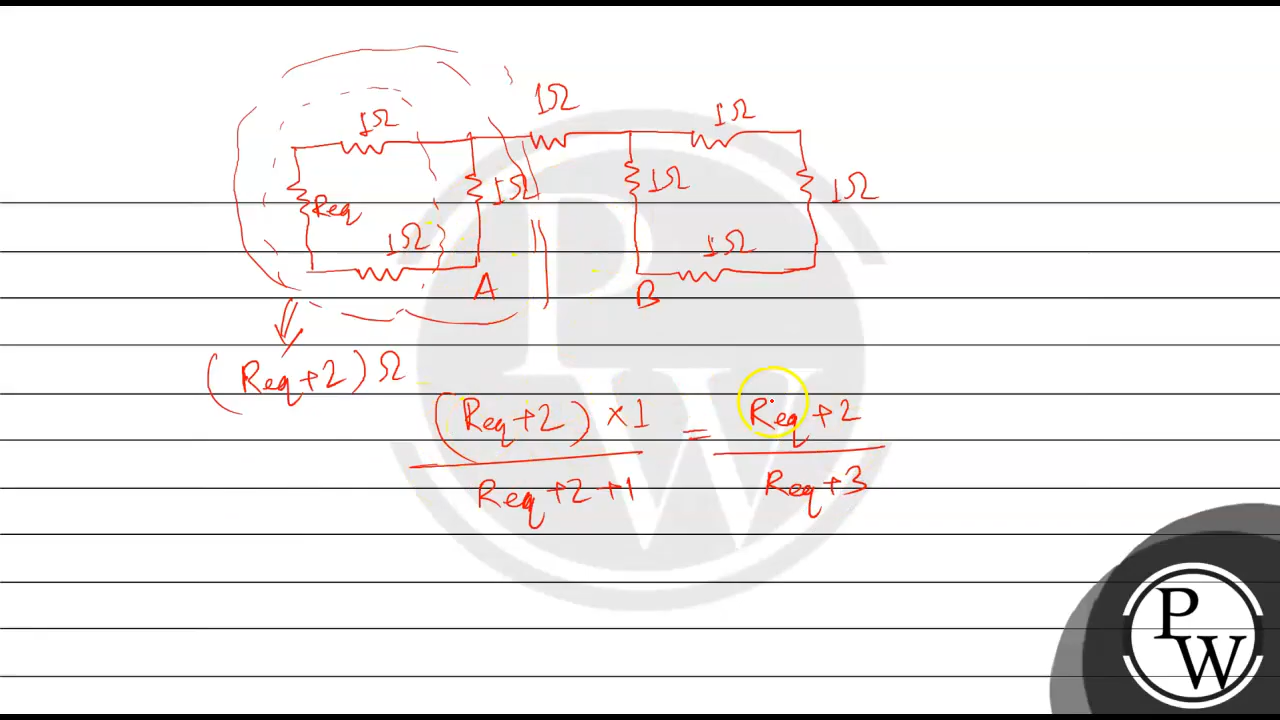 1Ω
1Ω 1Ω
1Ω 1Ω 1Ω
Req 1Ω
1Ω 1Ω
A B
(Req+2)Ω
(Req+2) × 1 = Req+2
Req+2+1 Req+3
P
W
P
W